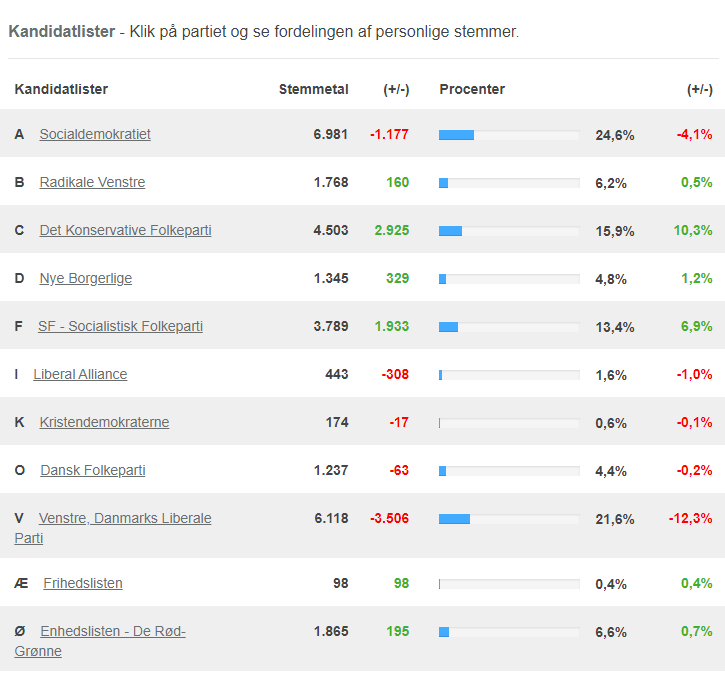 Kandidatlister - Klik på partiet og se fordelingen af personlige stemmer.
Kandidatlister Stemmetal (+/-) Procenter (+/-)
A Socialdemokratiet 6.981 -1.177 24,6% -4,1%
B Radikale Venstre 1.768 160 6,2% 0,5%
C Det Konservative Folkeparti 4.503 2.925 15,9% 10,3%
D Nye Borgerlige 1.345 329 4,8% 1,2%
F SF - Socialistisk Folkeparti 3.789 1.933 13,4% 6,9%
I Liberal Alliance 443 -308 1,6% -1,0%
K Kristendemokraterne 174 -17 0,6% -0,1%
O Dansk Folkeparti 1.237 -63 4,4% -0,2%
V Venstre, Danmarks Liberale 6.118 -3.506 21,6% -12,3%
Parti
Æ Frihedslisten 98 98 0,4% 0,4%
Ø Enhedslisten - De Rød- 1.865 195 6,6% 0,7%
Grønne